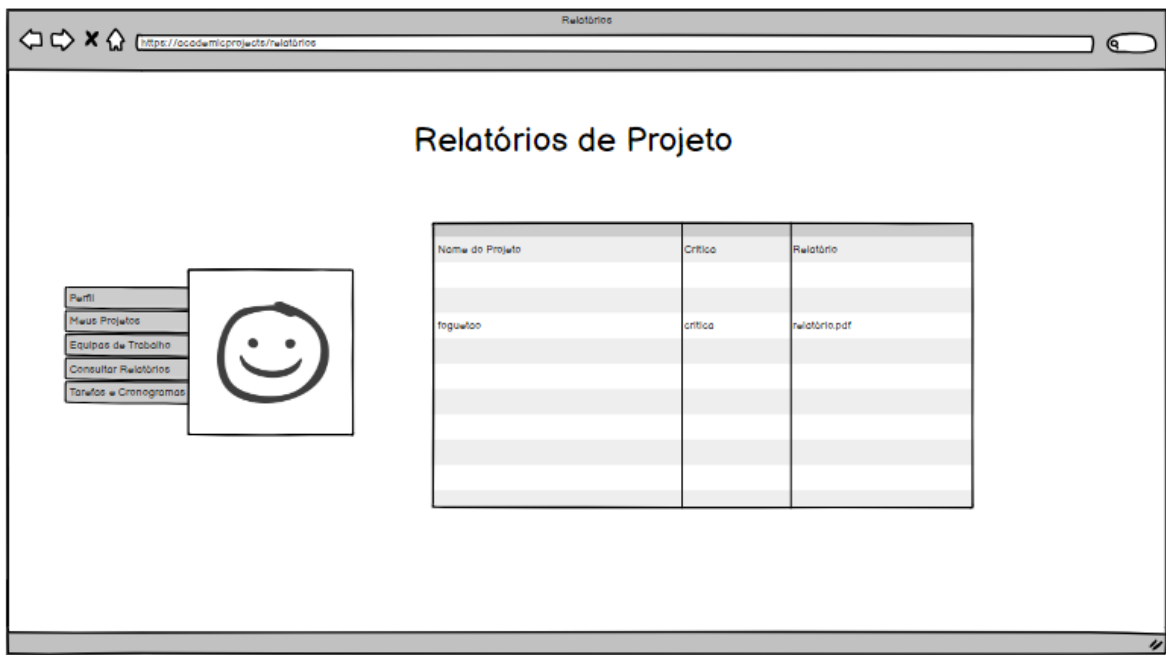 Relatórios
https://academicprojects/relatórios
Relatórios de Projeto
Nome do Projeto Crítica Relatório
foguetao critica relatório.pdf
Perfil
Meus Projetos
Equipas de Trabalho
Consultar Relatórios
Tarefas e Cronogramas